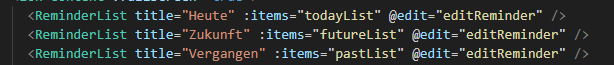 <ReminderList title="Heute" :items="todayList" @edit="editReminder" />
<ReminderList title="Zukunft" :items="futureList" @edit="editReminder" />
<ReminderList title="Vergangen" :items="pastList" @edit="editReminder" />